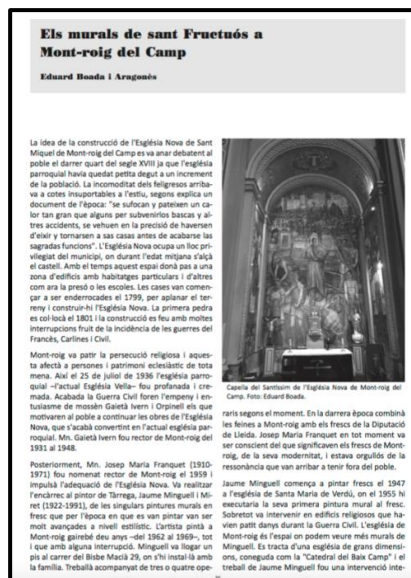 Els murals de sant Fructuós a
Mont-roig del Camp
Eduard Boada i Aragonès
La idea de la construcció de l'Església Nova de Sant
Miquel de Mont-roig del Camp es va anar debatent al
poble el darrer quart del segle XVIII ja que l'església
parroquial havia quedat petita degut a un increment
de la població. La incomoditat dels feligresos arriba-
va a cotes insuportables a l'estiu, segons explica un
document de l'època: "se sufocan y pateixen un ca-
lor tan gran que alguns per subvenirlos bascas y al-
tres accidents, se vehuen en la precisió de haversen
d'eixir y tornarsen a sas casas antes de acabarse las
sagradas funcions". L'Església Nova ocupa un lloc pri-
vilegiat del municipi, on durant l'edat mitjana s'alçà
el castell. Amb el temps aquest espai donà pas a una
zona d'edificis amb habitatges particulars i d'altres
com ara la presó o les escoles. Les cases van comen-
çar a ser enderrocades el 1799, per aplanar el ter-
reny i construir-hi l'Església Nova. La primera pedra
es col·locà el 1801 i la construcció es feu amb moltes
interrupcions fruit de la incidència de les guerres del
Francès, Carlines i Civil.
Mont-roig va patir la persecució religiosa i aques-
ta afectà a persones i patrimoni eclesiàstic de tota
mena. Així el 25 de juliol de 1936 l'església parro-
quial –l'actual Església Vella– fou profanada i cre-
mada. Acabada la Guerra Civil foren l'empeny i en-
tusiasme de mossèn Gaietà Ivern i Orpinell els que
motivaren al poble a continuar les obres de l'Església
Nova, que s'acabà convertint en l'actual església par-
roquial. Mn. Gaietà Ivern fou rector de Mont-roig del
1931 al 1948.
Posteriorment, Mn. Josep Maria Franquet (1910-
1971) fou nomenat rector de Mont-roig el 1959 i
impulsà l'adequació de l'Església Nova. Va realitzar
l'encàrrec al pintor de Tàrrega, Jaume Minguell i Mi-
ret (1922-1991), de les singulars pintures murals en
fresc que per l'època en es que es van pintar van ser
molt avançades a nivell estilístic. L'artista pintà a
Mont-roig gairebé deu anys –del 1962 al 1969–, tot
i que amb alguna interrupció. Minguell va llogar un
pis al carrer del Bisbe Macià 29, on s'hi instal·là amb
la família. Treballà acompanyat de tres o quatre ope-
Capella del Santíssim de l'Església Nova de Mont-roig del
Camp. Foto: Eduard Boada.
raris segons el moment. En la darrera època combinà
les feines a Mont-roig amb els frescs de la Diputació
de Lleida. Josep Maria Franquet en tot moment va
ser conscient del que significaven els frescs de Mont-
roig, de la seva modernitat, i estava orgullós de la
ressonància que van arribar a tenir fora del poble.
Jaume Minguell començà a pintar frescs el 1947
a l'església de Santa Maria de Verdú, on el 1955 hi
executaria la seva primera pintura mural al fresc.
Sobretot va intervenir en edificis religiosos que ha-
vien patit danys durant la Guerra Civil. L'església de
Mont-roig és l'espai on podem veure més murals de
Minguell. Es tracta d'una església de grans dimensi-
ons, coneguda com la "Catedral del Baix Camp" i el
treball de Jaume Minguell fou una intervenció inte-